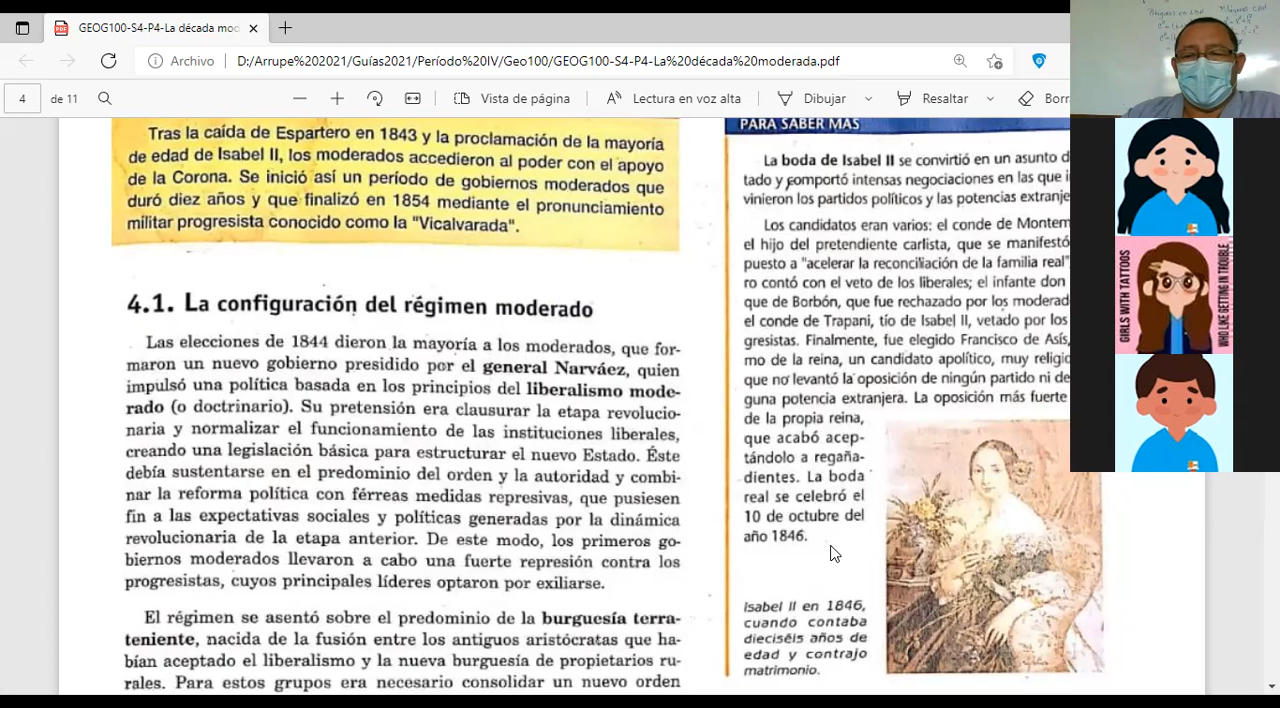 GEOG100-S4-P4-La década mod
Archivo
D:/Arrupe%202021/Guías2021/Período%20IV/Geo100/GEOG100-S4-P4-La%20década%20moderada.pdf
4
de 11
Vista de página
Lectura en voz alta
Dibujar
Resaltar
Borra
Tras la caída de Espartero en 1843 y la proclamación de la mayoría
de edad de Isabel II, los moderados accedieron al poder con el apoyo
de la Corona. Se inició así un período de gobiernos moderados que
duró diez años y que finalizó en 1854 mediante el pronunciamiento
militar progresista conocido como la "Vicalvarada".
4.1. La configuración del régimen moderado
Las elecciones de 1844 dieron la mayoría a los moderados, que for-
maron un nuevo gobierno presidido por el general Narváez, quien
impulsó una política basada en los principios del liberalismo mode-
rado (o doctrinario). Su pretensión era clausurar la etapa revolucio-
naria y normalizar el funcionamiento de las instituciones liberales,
creando una legislación básica para estructurar el nuevo Estado. Éste
debía sustentarse en el predominio del orden y la autoridad y combi-
nar la reforma política con férreas medidas represivas, que pusiesen
fin a las expectativas sociales y políticas generadas por la dinámica
revolucionaria de la etapa anterior. De este modo, los primeros go-
biernos moderados llevaron a cabo una fuerte represión contra los
progresistas, cuyos principales líderes optaron por exiliarse.
El régimen se asentó sobre el predominio de la burguesía terra-
teniente, nacida de la fusión entre los antiguos aristócratas que ha-
bían aceptado el liberalismo y la nueva burguesía de propietarios ru-
rales. Para estos grupos era necesario consolidar un nuevo orden
PARA SABER MÁS
La boda de Isabel II se convirtió en un asunto d
tado y comportó intensas negociaciones en las que i
vinieron los partidos políticos y las potencias extranje
Los candidatos eran varios: el conde de Montem
el hijo del pretendiente carlista, que se manifestó
puesto a "acelerar la reconciliación de la familia real"
ro contó con el veto de los liberales; el infante don
que de Borbón, que fue rechazado por los moderad
el conde de Trapani, tío de Isabel II, vetado por los
gresistas. Finalmente, fue elegido Francisco de Asís,
mo de la reina, un candidato apolítico, muy religio
que no levantó la oposición de ningún partido ni de
guna potencia extranjera. La oposición más fuerte
de la propia reina,
que acabó acep-
tándolo a regaña-
dientes. La boda
real se celebró el
10 de octubre del
año 1846.
Isabel II en 1846,
cuando contaba
dieciséis años de
edad y contrajo
matrimonio.
GIRLS WITH TATTOOS
WHO LIKE GETTING IN TROUBLE